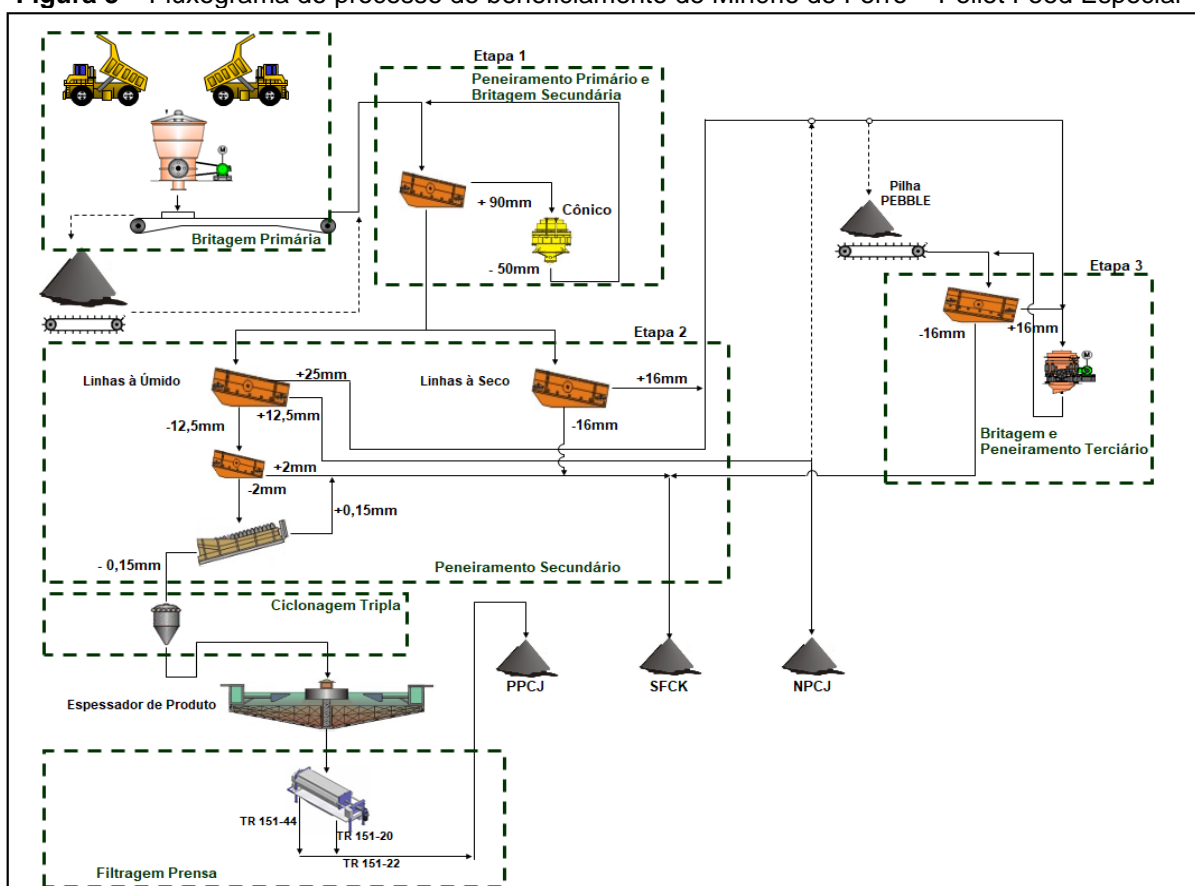 Figura 3 – Fluxograma do processo de beneficiamento de Minério de Ferro – Pellet Feed Especial
Etapa 1
Peneiramento Primário e
Britagem Secundária
M
+ 90mm
Cônico
- 50mm
Britagem Primária
Pilha
PEBBLE
Etapa 3
-16mm
+16mm
M
Britagem e
Peneiramento Terciário
Etapa 2
Linhas à Úmido
+25mm
+12,5mm
-12,5mm
Linhas à Seco
+16mm
-16mm
+2mm
-2mm
+0,15mm
- 0,15mm
Peneiramento Secundário
Ciclonagem Tripla
Espessador de Produto
PPCJ
SFCK
NPCJ
TR 151-44
TR 151-20
TR 151-22
Filtragem Prensa